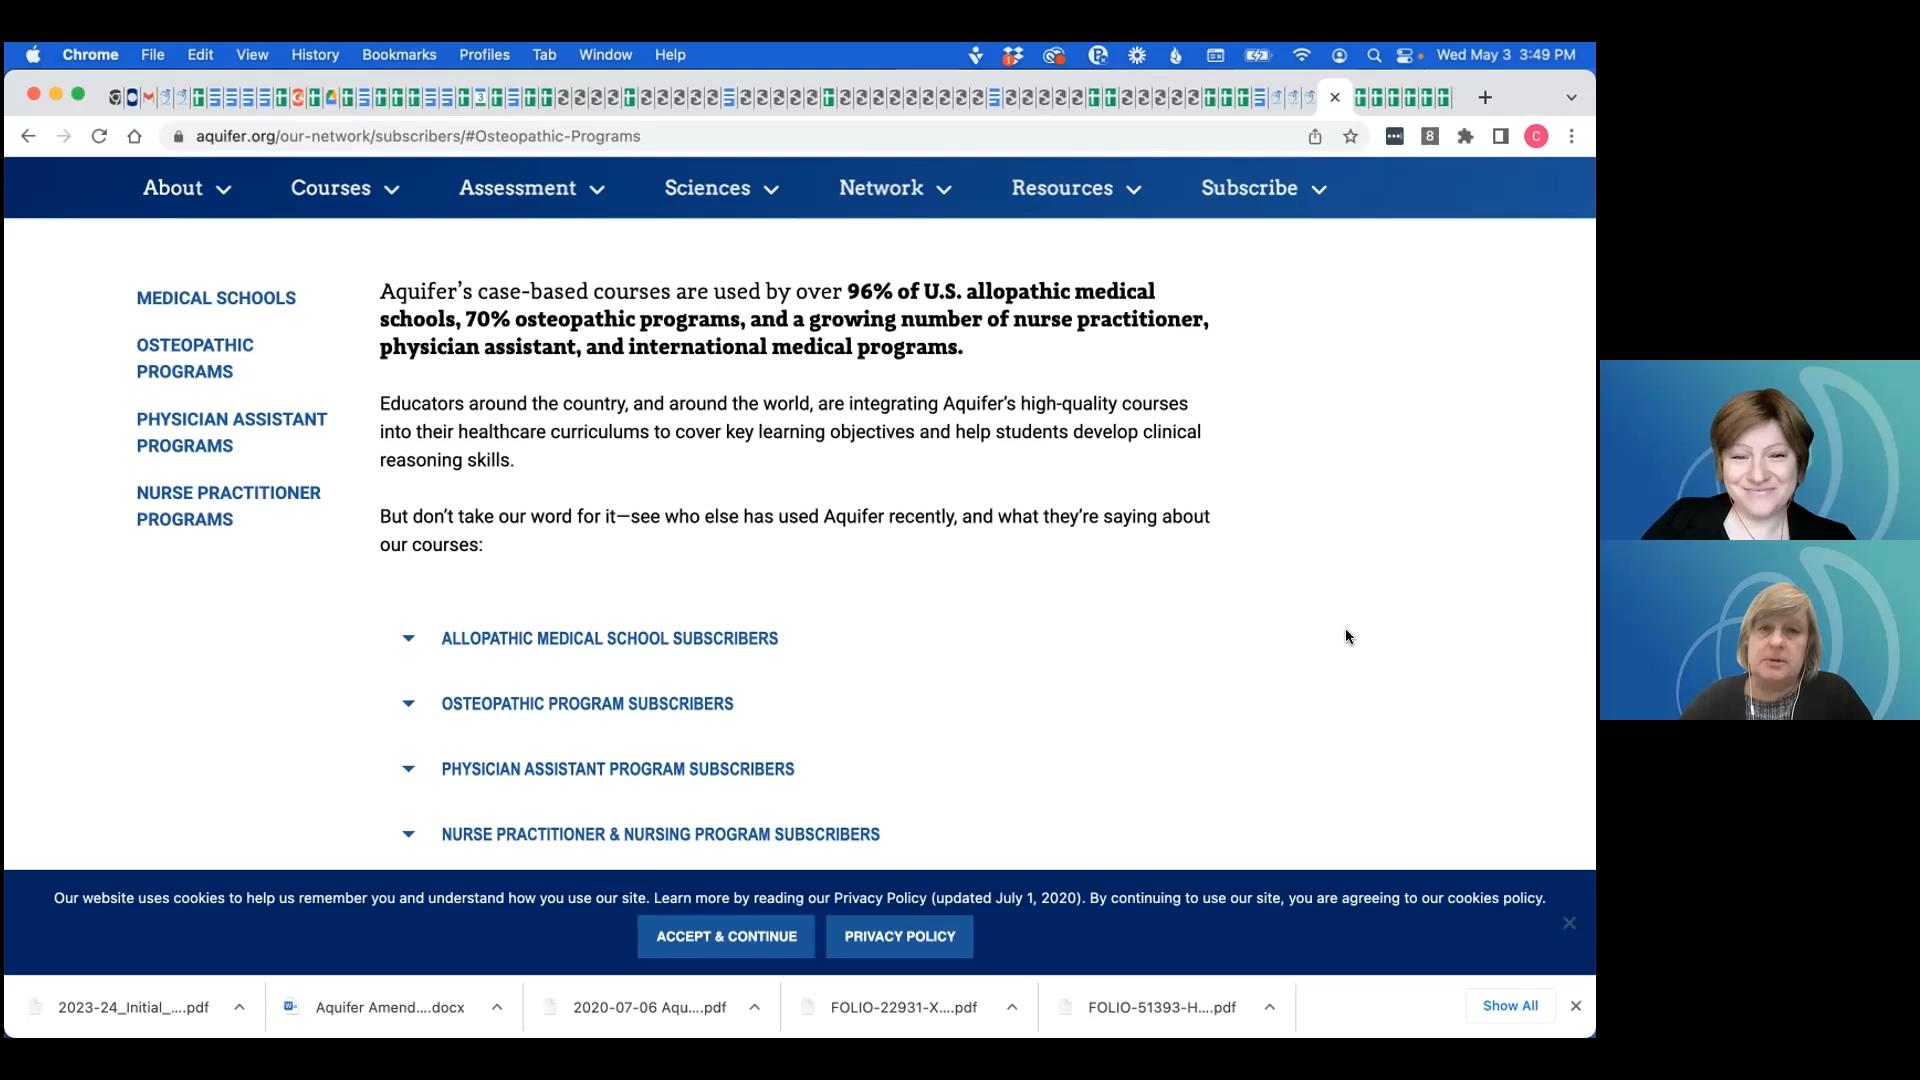 Chrome File Edit View History Bookmarks Profiles Tab Window Help Wed May 3 3:49 PM
aquifer.org/our-network/subscribers/#Osteopathic-Programs
8
C
About Courses Assessment Sciences Network Resources Subscribe
MEDICAL SCHOOLS
OSTEOPATHIC
PROGRAMS
PHYSICIAN ASSISTANT
PROGRAMS
NURSE PRACTITIONER
PROGRAMS
Aquifer’s case-based courses are used by over 96% of U.S. allopathic medical
schools, 70% osteopathic programs, and a growing number of nurse practitioner,
physician assistant, and international medical programs.
Educators around the country, and around the world, are integrating Aquifer’s high-quality courses
into their healthcare curriculums to cover key learning objectives and help students develop clinical
reasoning skills.
But don’t take our word for it—see who else has used Aquifer recently, and what they’re saying about
our courses:
ALLOPATHIC MEDICAL SCHOOL SUBSCRIBERS
OSTEOPATHIC PROGRAM SUBSCRIBERS
PHYSICIAN ASSISTANT PROGRAM SUBSCRIBERS
NURSE PRACTITIONER & NURSING PROGRAM SUBSCRIBERS
Our website uses cookies to help us remember you and understand how you use our site. Learn more by reading our Privacy Policy (updated July 1, 2020). By continuing to use our site, you are agreeing to our cookies policy.
ACCEPT & CONTINUE PRIVACY POLICY
2023-24_Initial_....pdf Aquifer Amend....docx 2020-07-06 Aqu....pdf FOLIO-22931-X....pdf FOLIO-51393-H....pdf Show All